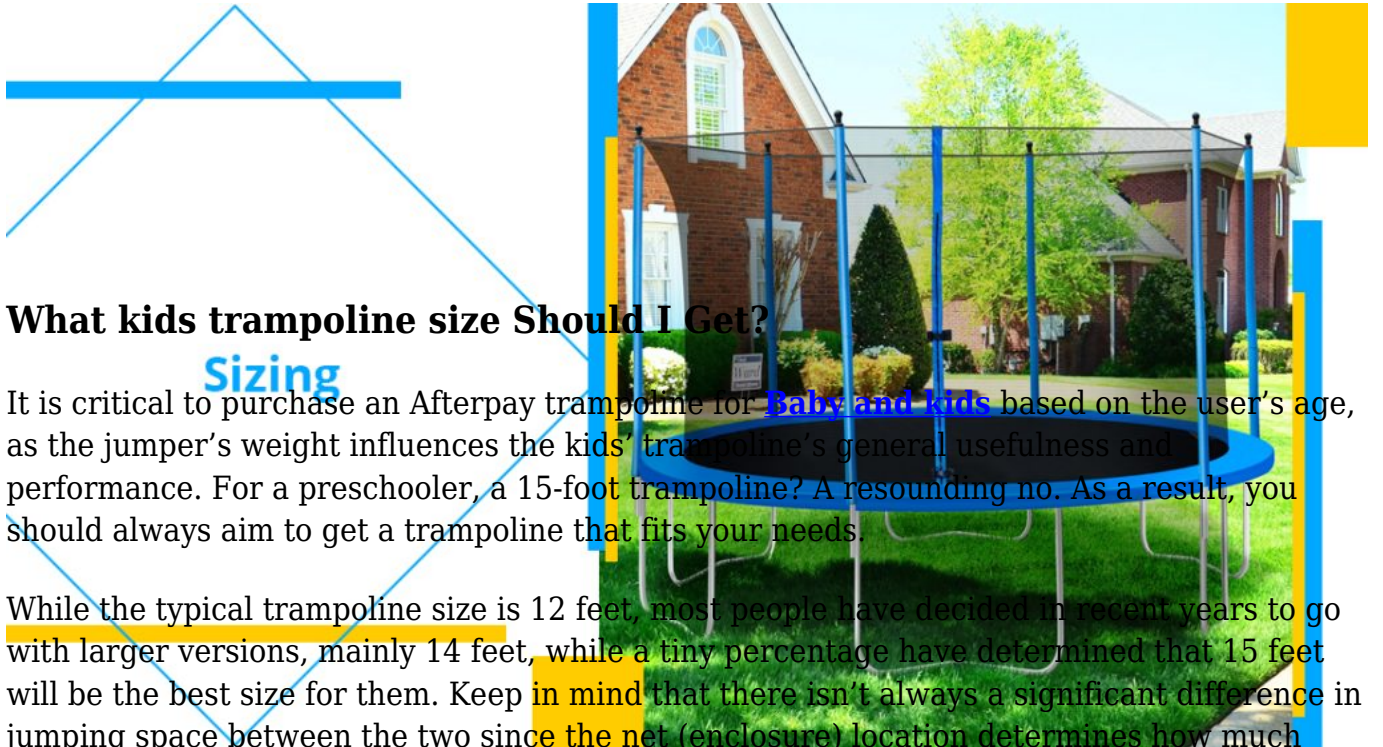 What kids trampoline size Should I Get?
Sizing
It is critical to purchase an Afterpay trampoline for Baby and kids based on the user’s age,
as the jumper’s weight influences the kids’ trampoline’s general usefulness and
performance. For a preschooler, a 15-foot trampoline? A resounding no. As a result, you
should always aim to get a trampoline that fits your needs.
While the typical trampoline size is 12 feet, most people have decided in recent years to go
with larger versions, mainly 14 feet, while a tiny percentage have determined that 15 feet
will be the best size for them. Keep in mind that there isn’t always a significant difference in
jumping space between the two since the net (enclosure) location determines how much